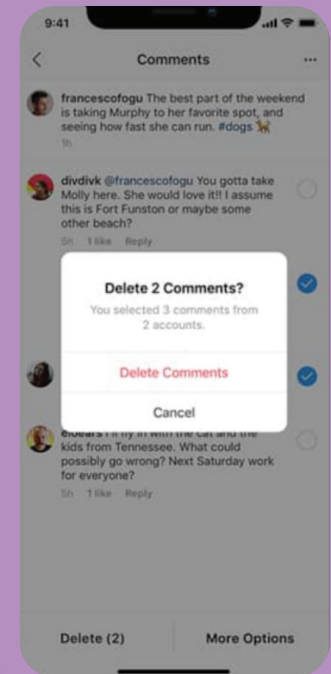 9:41
Comments
francescofogu The best part of the weekend
is taking Murphy to her favorite spot, and
seeing how fast she can run. #dogs 🐕
1h
divdivk @francescofogu You gotta take
Molly here. She would love it!! I assume
this is Fort Funston or maybe some
other beach?
5h 1 like Reply
Delete 2 Comments?
You selected 3 comments from
2 accounts.
Delete Comments
Cancel
kids from Tennessee. What could
possibly go wrong? Next Saturday work
for everyone?
5h 1 like Reply
Delete (2)
More Options